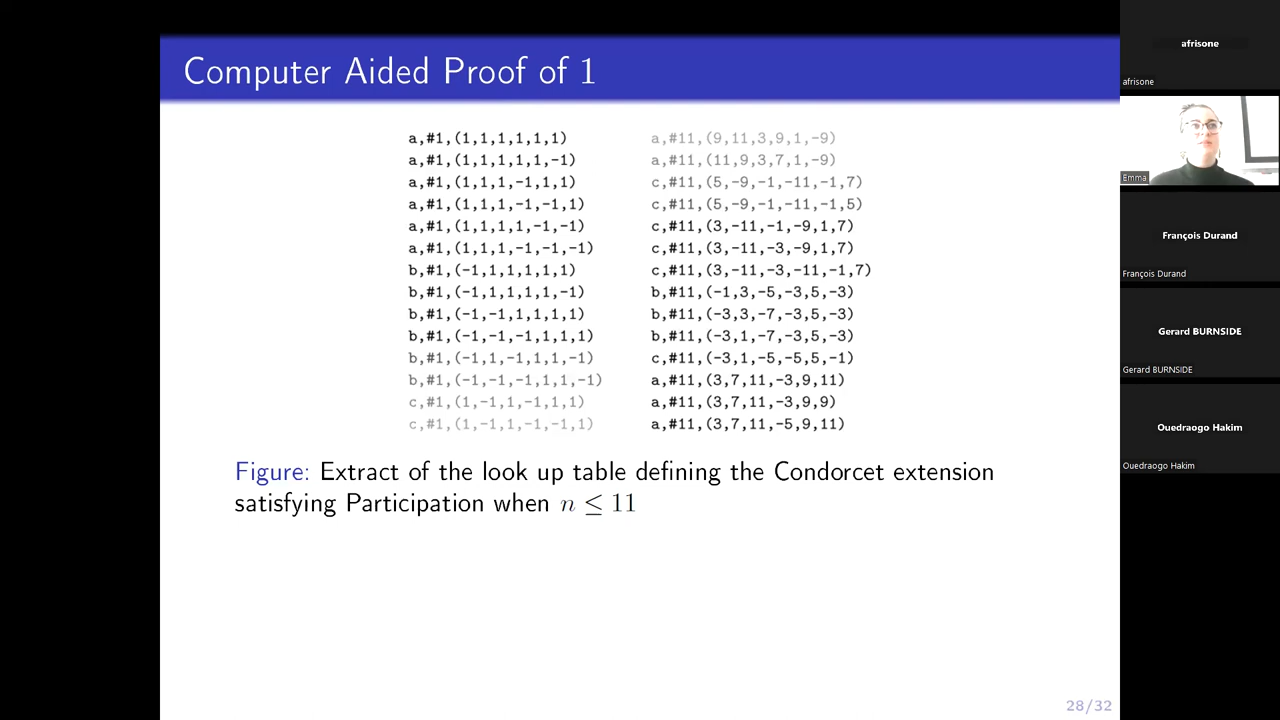 Computer Aided Proof of 1
a,#1,(1,1,1,1,1,1)
a,#1,(1,1,1,1,1,-1)
a,#1,(1,1,1,-1,1,1)
a,#1,(1,1,1,-1,-1,1)
a,#1,(1,1,1,1,-1,-1)
a,#1,(1,1,1,-1,-1,-1)
b,#1,(-1,1,1,1,1,1)
b,#1,(-1,1,1,1,1,-1)
b,#1,(-1,-1,1,1,1,1)
b,#1,(-1,-1,-1,1,1,1)
b,#1,(-1,1,-1,1,1,-1)
b,#1,(-1,-1,-1,1,1,-1)
c,#1,(1,-1,1,-1,1,1)
c,#1,(1,-1,1,-1,-1,1)
a,#11,(9,11,3,9,1,-9)
a,#11,(11,9,3,7,1,-9)
c,#11,(5,-9,-1,-11,-1,7)
c,#11,(5,-9,-1,-11,-1,5)
c,#11,(3,-11,-1,-9,1,7)
c,#11,(3,-11,-3,-9,1,7)
c,#11,(3,-11,-3,-11,-1,7)
b,#11,(-1,3,-5,-3,5,-3)
b,#11,(-3,3,-7,-3,5,-3)
b,#11,(-3,1,-7,-3,5,-3)
c,#11,(-3,1,-5,-5,5,-1)
a,#11,(3,7,11,-3,9,11)
a,#11,(3,7,11,-3,9,9)
a,#11,(3,7,11,-5,9,11)
Figure: Extract of the look up table defining the Condorcet extension
satisfying Participation when n ≤ 11
28/32
afrisone
afrisone
Emma
François Durand
François Durand
Gerard BURNSIDE
Gerard BURNSIDE
Ouedraogo Hakim
Ouedraogo Hakim